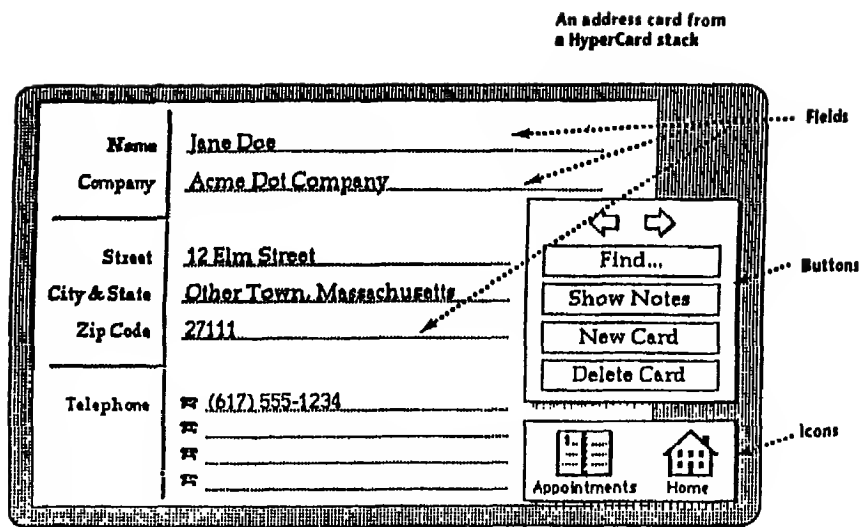 An address card from
a HyperCard stack
Fields
Name Jane Doe
Company Acme Dot Company
Street 12 Elm Street
City & State Other Town, Massachusetts
Zip Code 27111
Telephone (617) 555-1234
Find...
Show Notes
New Card
Delete Card
Buttons
Appointments
Home
Icons